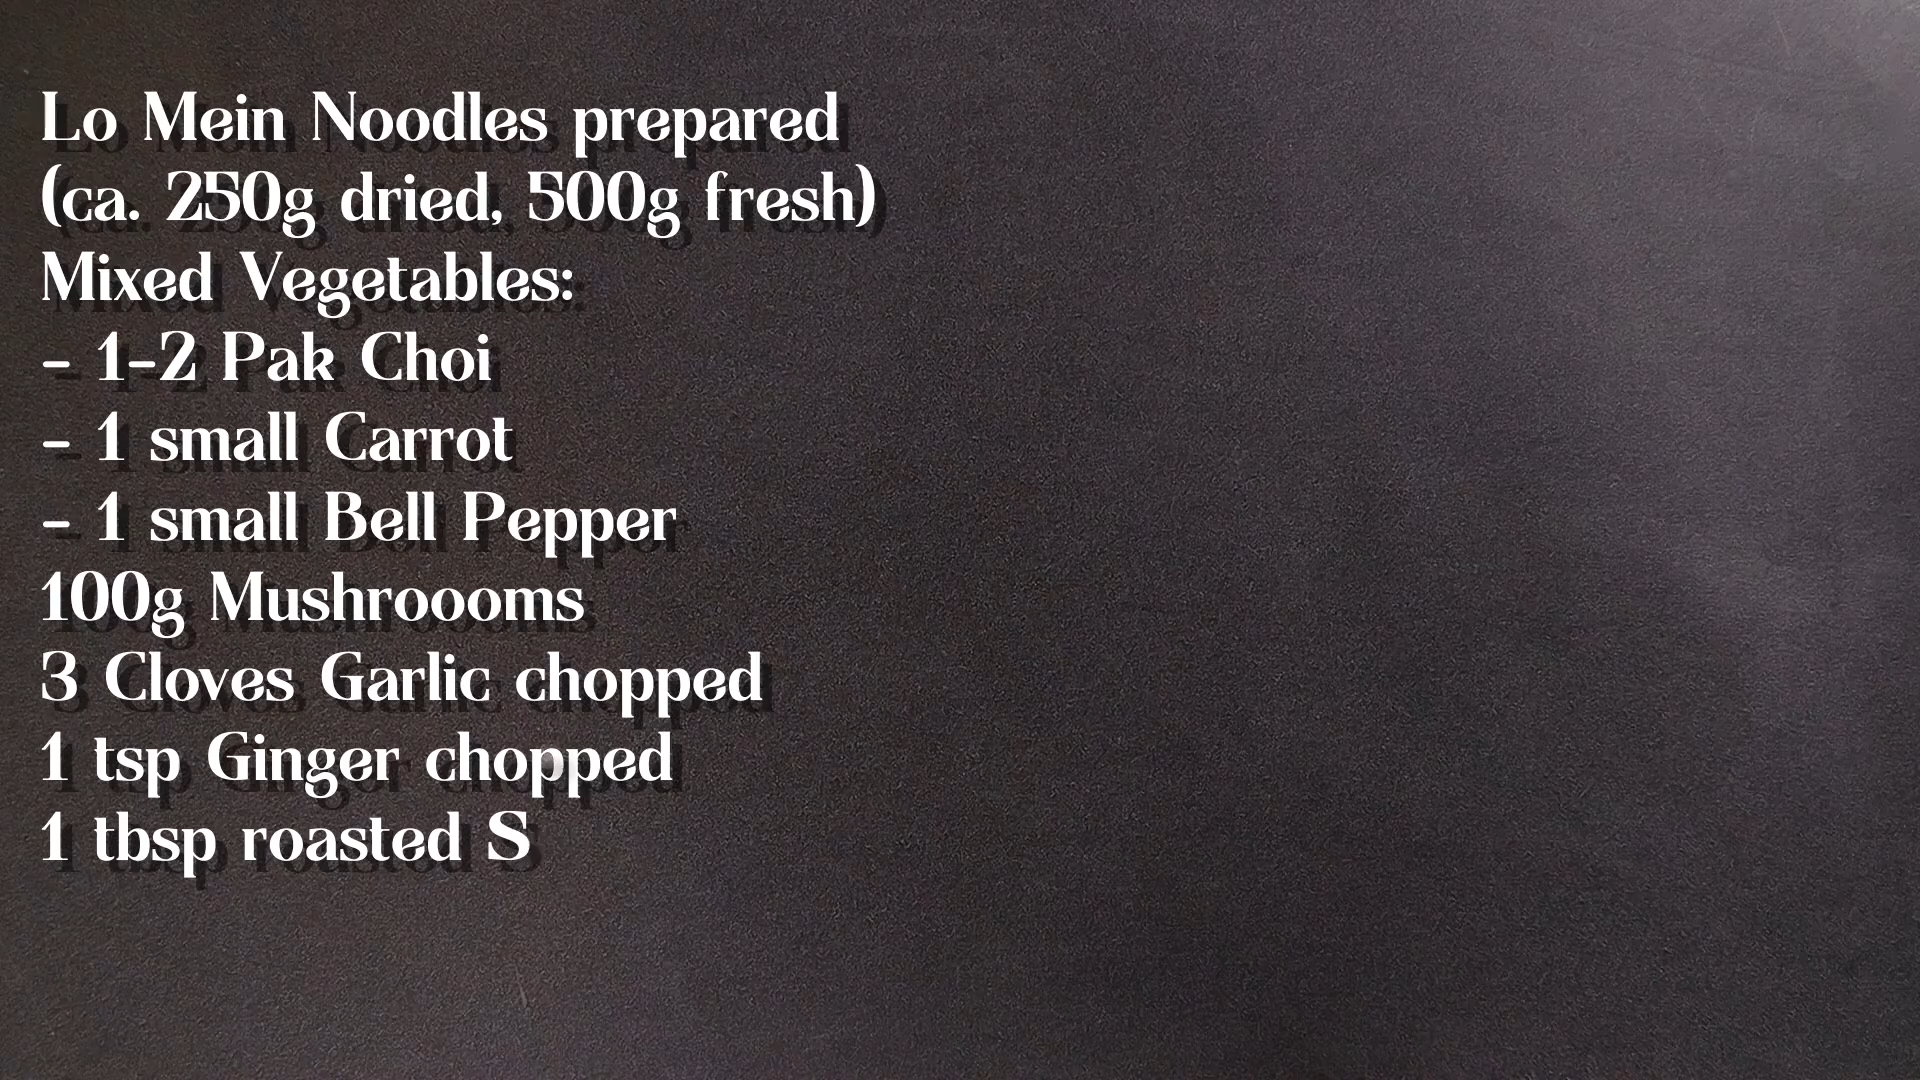 Lo Mein Noodles prepared
(ca. 250g dried, 500g fresh)
Mixed Vegetables:
- 1-2 Pak Choi
- 1 small Carrot
- 1 small Bell Pepper
100g Mushroooms
3 Cloves Garlic chopped
1 tsp Ginger chopped
1 tbsp roasted S